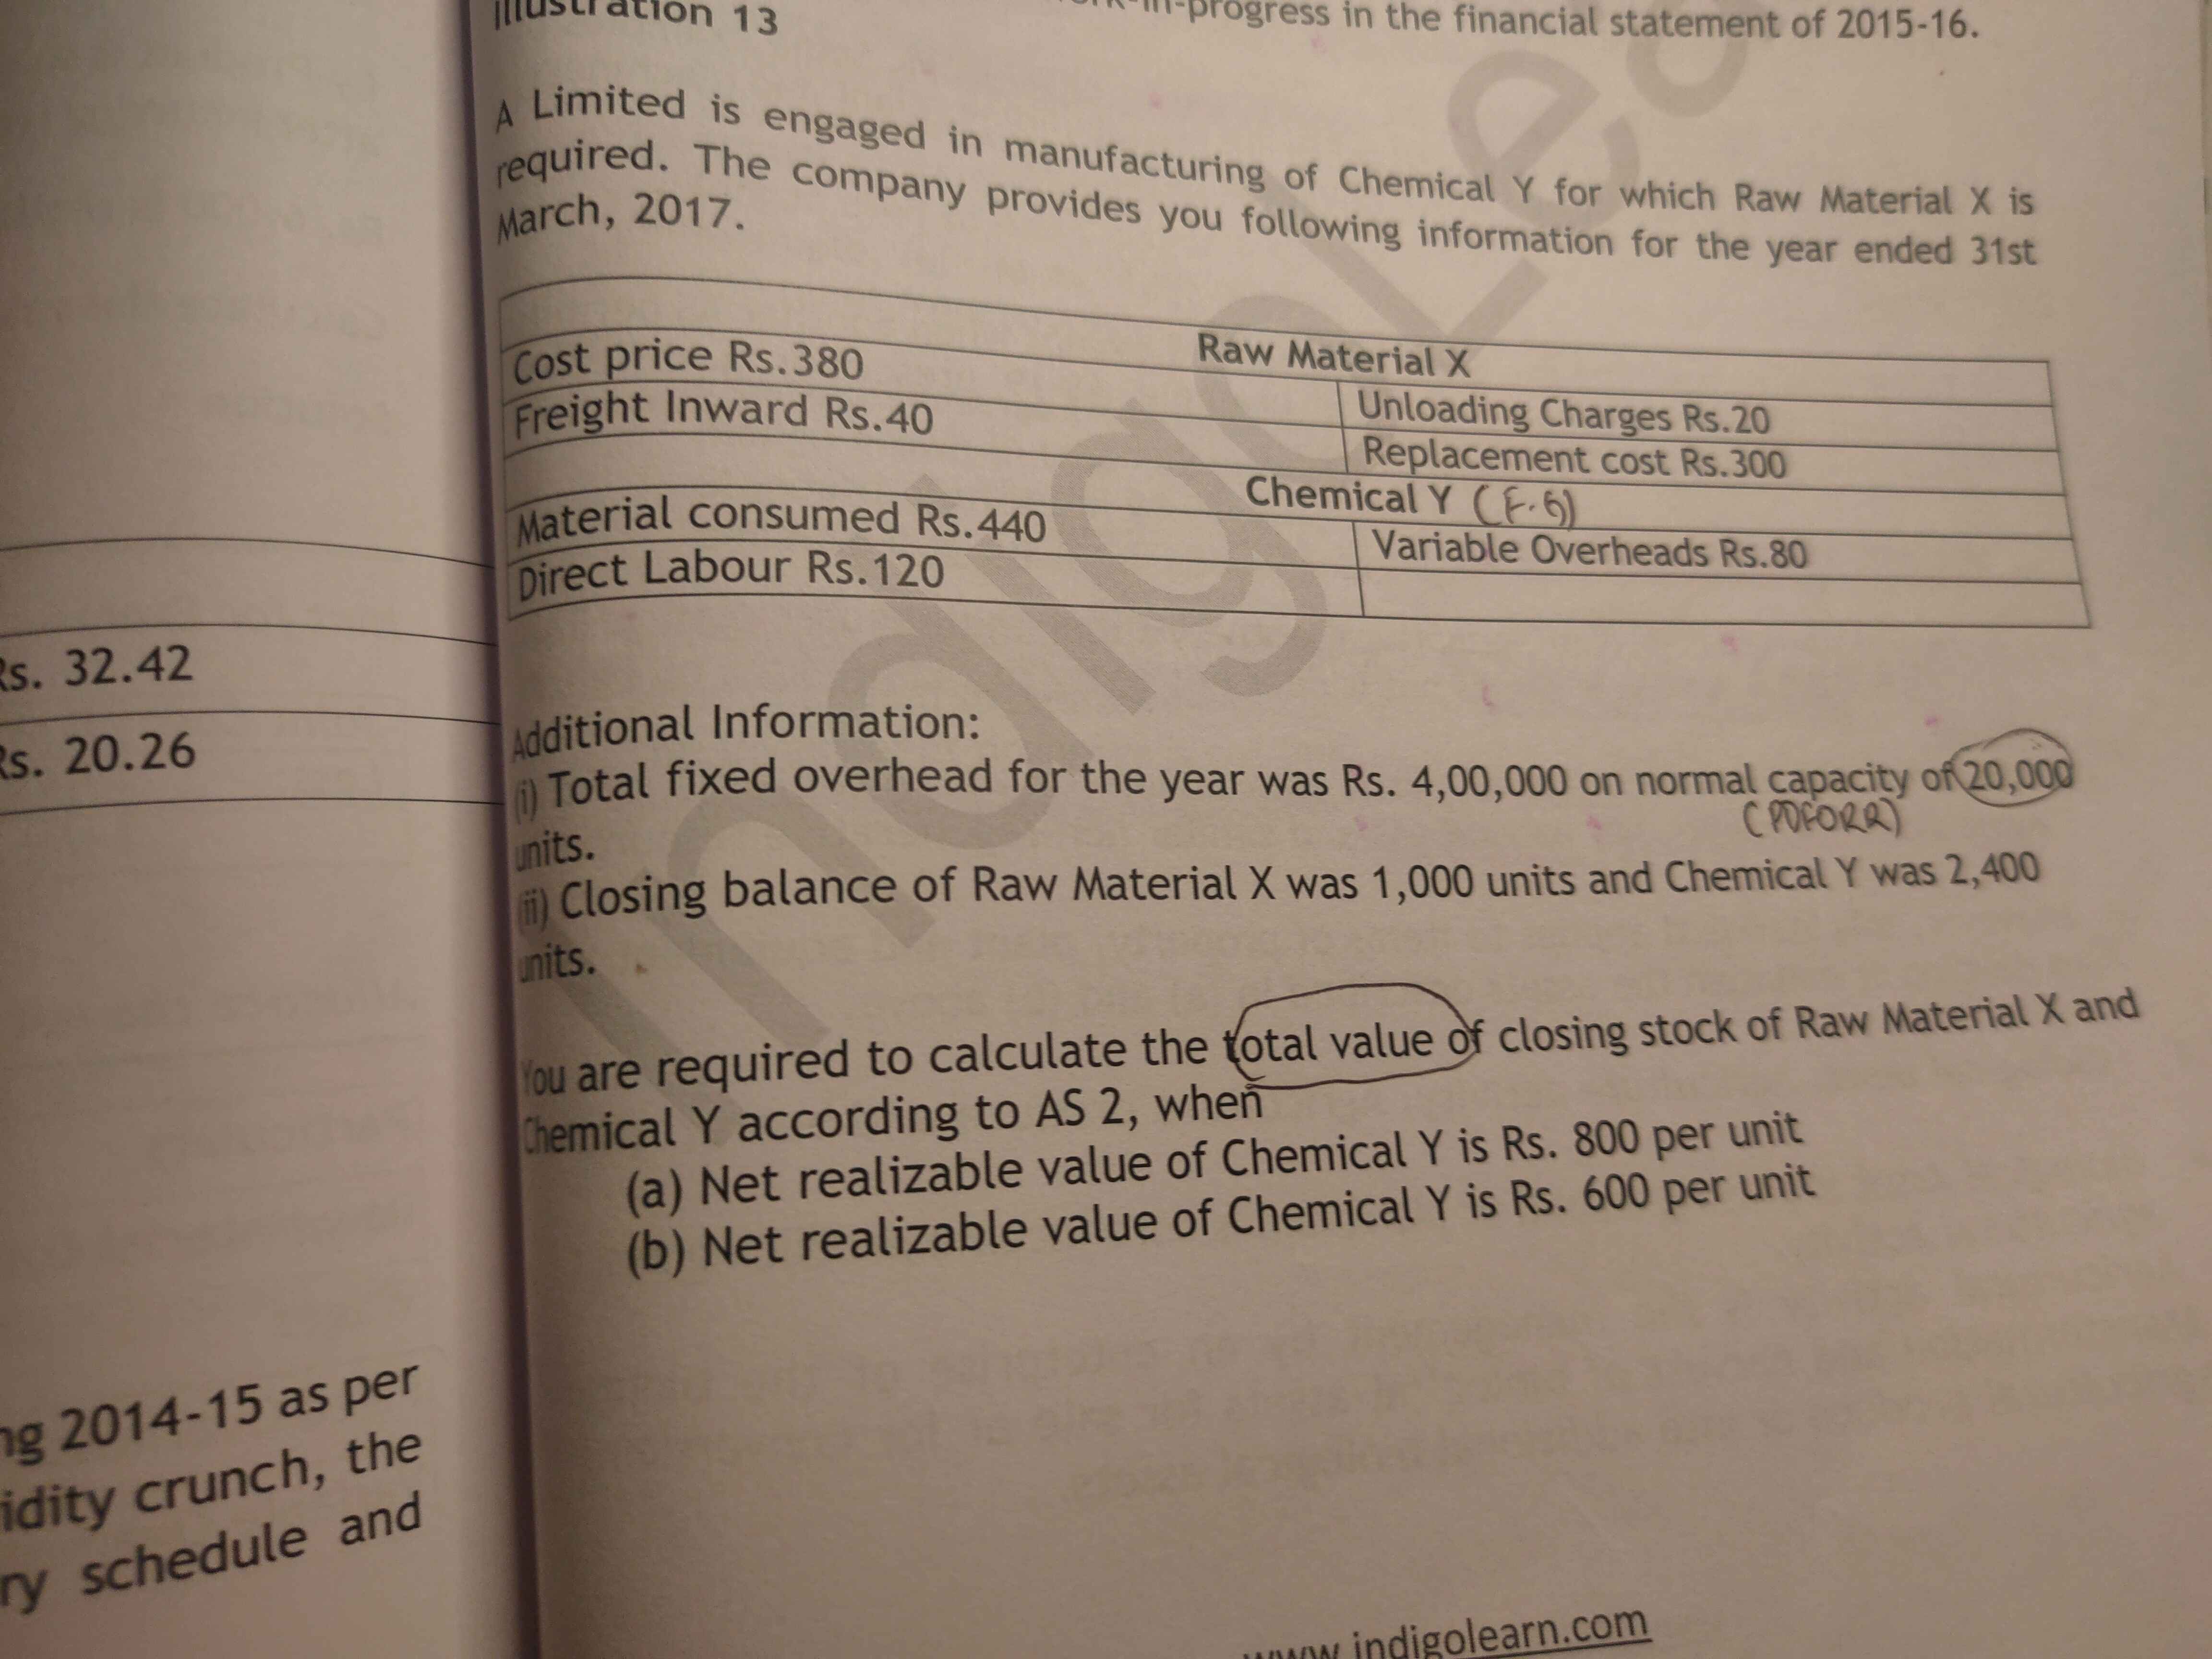 Rs. 32.42
Rs. 20.26
ng 2014-15 as per
idity crunch, the
ry schedule and
Illustration 13
-in-progress in the financial statement of 2015-16.
A Limited is engaged in manufacturing of Chemical Y for which Raw Material X is
required. The company provides you following information for the year ended 31st
March, 2017.
Raw Material X
Cost price Rs.380 Unloading Charges Rs.20
Freight Inward Rs.40 Replacement cost Rs.300
Chemical Y (F.G)
Material consumed Rs.440 Variable Overheads Rs.80
Direct Labour Rs.120
Additional Information:
(i) Total fixed overhead for the year was Rs. 4,00,000 on normal capacity of 20,000
(PDFORR)
units.
(ii) Closing balance of Raw Material X was 1,000 units and Chemical Y was 2,400
units.
You are required to calculate the total value of closing stock of Raw Material X and
Chemical Y according to AS 2, when
(a) Net realizable value of Chemical Y is Rs. 800 per unit
(b) Net realizable value of Chemical Y is Rs. 600 per unit
www.indigolearn.com